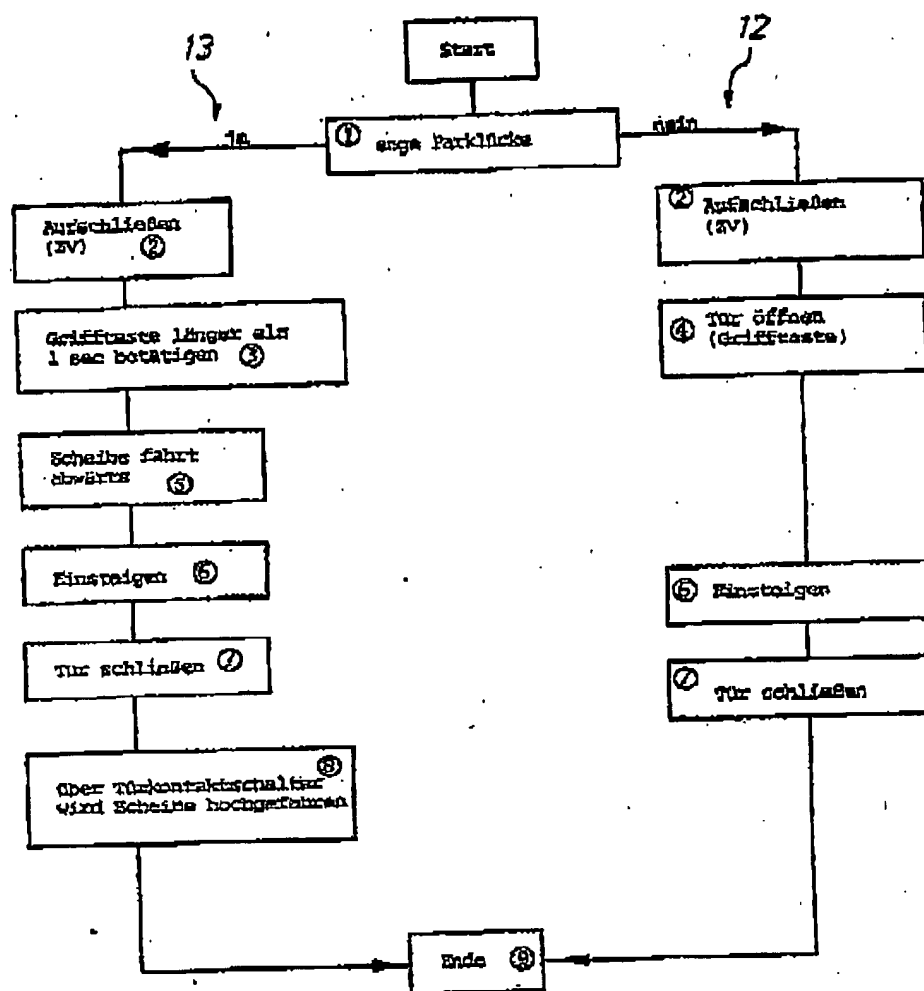 13
Start
12
ja
① enge Parklücke
nein
Aufschließen
(ZV) ②
② Aufschließen
(ZV)
Grifftaste länger als
1 sec betätigen ③
④ Tür öffnen
(Grifftaste)
Scheibe fährt
abwärts ⑤
Einsteigen ⑥
⑥ Einsteigen
Tür schließen ⑦
⑦ Tür schließen
⑧
über Türkontaktschalter
wird Scheibe hochgefahren
Ende ⑨